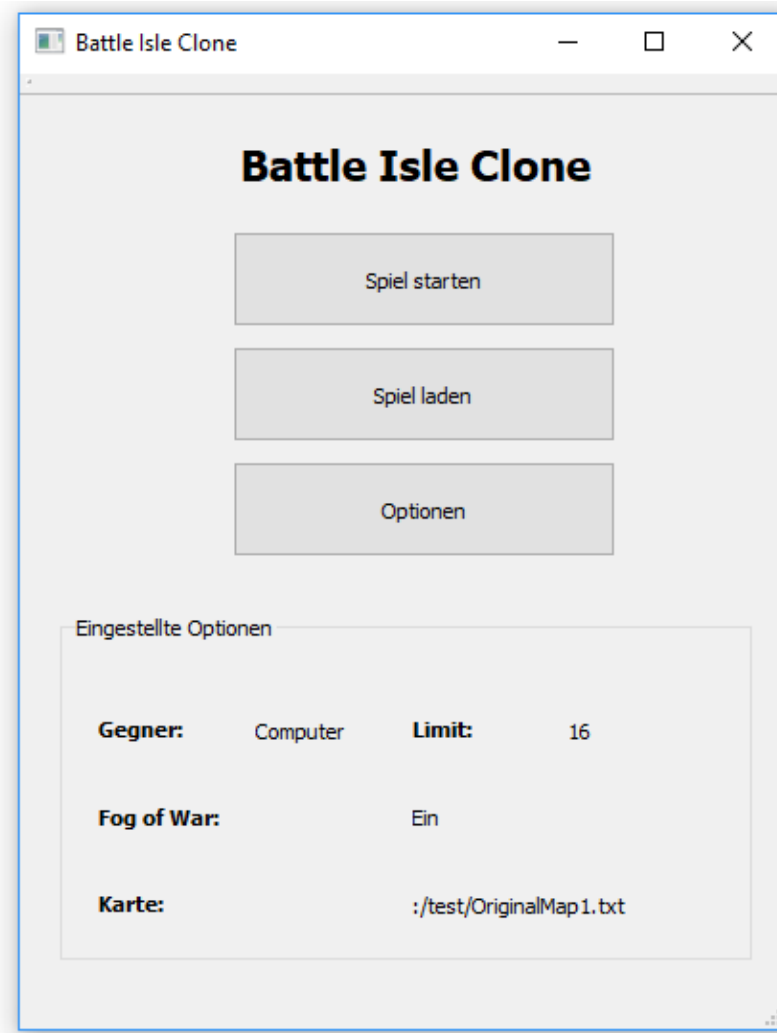 Battle Isle Clone
Battle Isle Clone
Spiel starten
Spiel laden
Optionen
Eingestellte Optionen
Gegner: Computer Limit: 16
Fog of War: Ein
Karte: :/test/OriginalMap1.txt